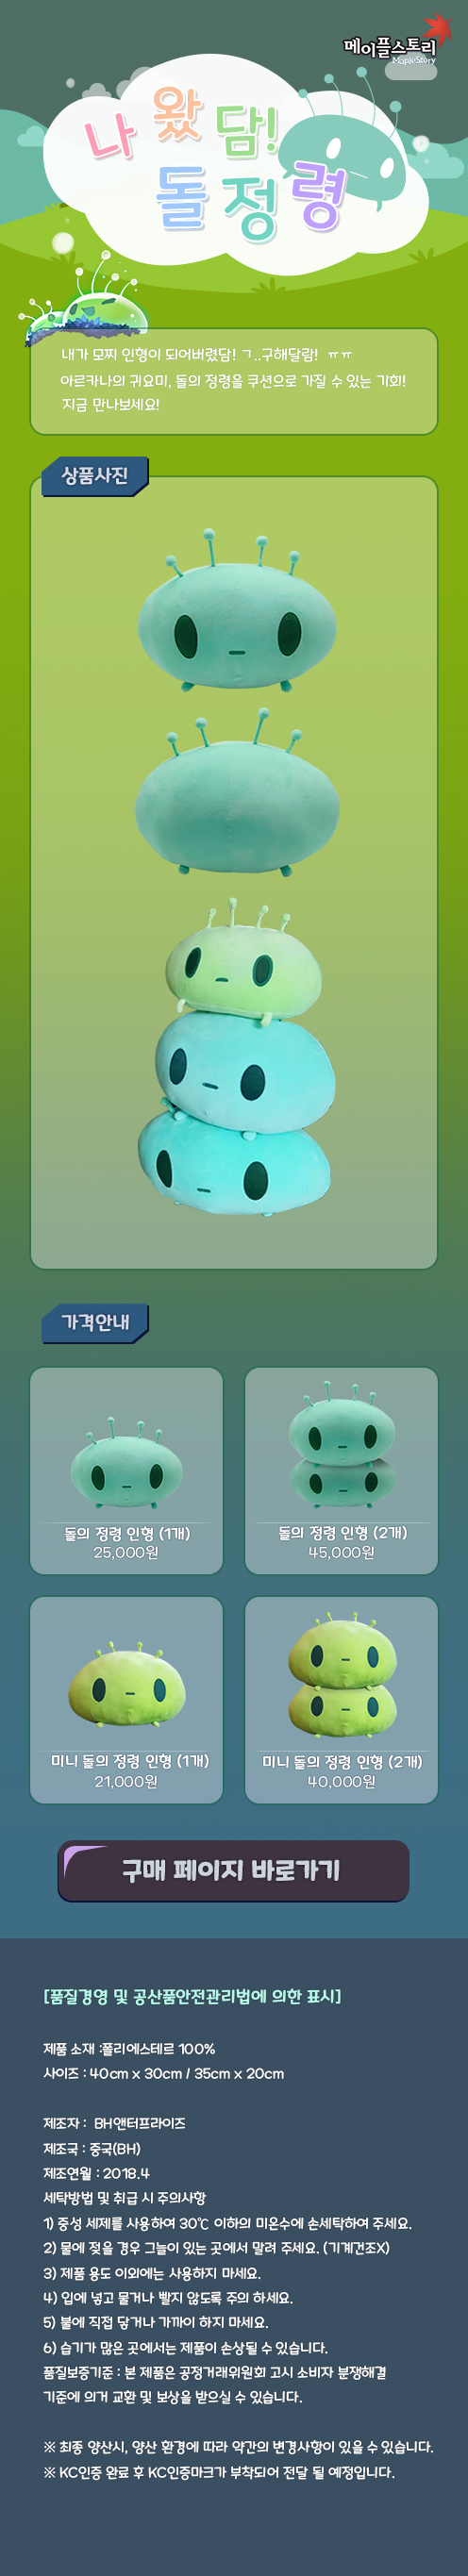 메이플스토리
MapleStory
나 왔 담!
돌 정 령
내가 모찌 인형이 되어버렸담! ㄱ..구해달람! ㅠㅠ
아르카나의 귀요미, 돌의 정령을 쿠션으로 가질 수 있는 기회!
지금 만나보세요!
상품사진
가격안내
돌의 정령 인형 (1개)
25,000원
돌의 정령 인형 (2개)
45,000원
미니 돌의 정령 인형 (1개)
21,000원
미니 돌의 정령 인형 (2개)
40,000원
구매 페이지 바로가기
[품질경영 및 공산품안전관리법에 의한 표시]
제품 소재 :폴리에스테르 100%
사이즈 : 40cm x 30cm / 35cm x 20cm
제조자 : BH앤터프라이즈
제조국 : 중국(BH)
제조연월 : 2018.4
세탁방법 및 취급 시 주의사항
1) 중성 세제를 사용하여 30℃ 이하의 미온수에 손세탁하여 주세요.
2) 물에 젖을 경우 그늘이 있는 곳에서 말려 주세요. (기계건조X)
3) 제품 용도 이외에는 사용하지 마세요.
4) 입에 넣고 물거나 빨지 않도록 주의 하세요.
5) 불에 직접 닿거나 가까이 하지 마세요.
6) 습기가 많은 곳에서는 제품이 손상될 수 있습니다.
품질보증기준 : 본 제품은 공정거래위원회 고시 소비자 분쟁해결
기준에 의거 교환 및 보상을 받으실 수 있습니다.
※ 최종 양산시, 양산 환경에 따라 약간의 변경사항이 있을 수 있습니다.
※ KC인증 완료 후 KC인증마크가 부착되어 전달 될 예정입니다.